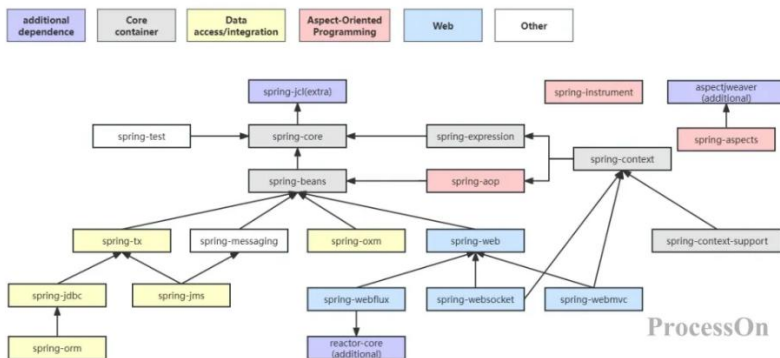 additional
dependence
Core
container
Data
access/integration
Aspect-Oriented
Programming
Web
Other
spring-jcl(extra)
spring-instrument
aspectjweaver
(additional)
spring-test
spring-core
spring-expression
spring-aspects
spring-context
spring-beans
spring-aop
spring-tx
spring-messaging
spring-oxm
spring-web
spring-context-support
spring-jdbc
spring-jms
spring-webflux
spring-websocket
spring-webmvc
spring-orm
reactor-core
(additional)
ProcessOn